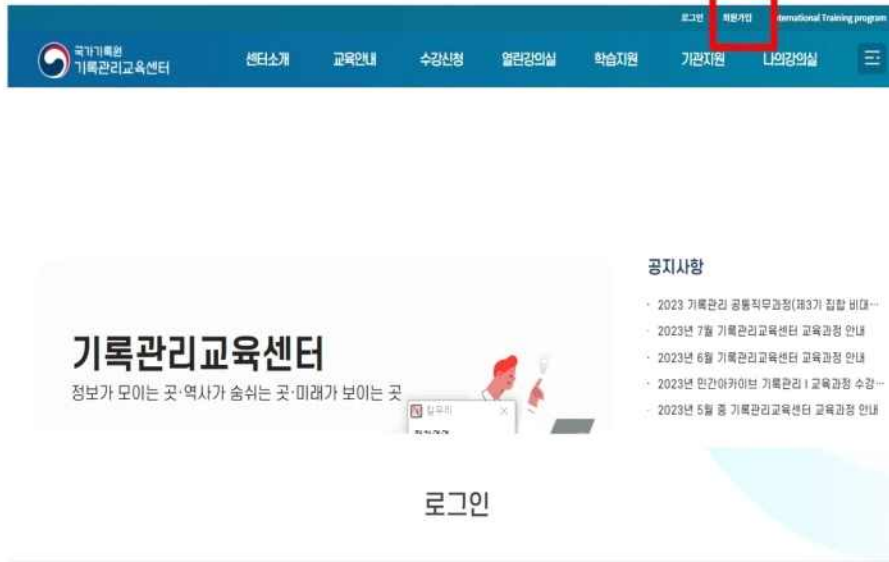 로그인 회원가입 International Training program
국가기록원
기록관리교육센터
센터소개 교육안내 수강신청 열린강의실 학습지원 기관지원 나의강의실
공지사항
· 2023 기록관리 공통직무과정(제3기 집합 비대…
· 2023년 7월 기록관리교육센터 교육과정 안내
· 2023년 6월 기록관리교육센터 교육과정 안내
· 2023년 민간아카이브 기록관리 I 교육과정 수강…
· 2023년 5월 중 기록관리교육센터 교육과정 안내
기록관리교육센터
정보가 모이는 곳·역사가 숨쉬는 곳·미래가 보이는 곳
로그인